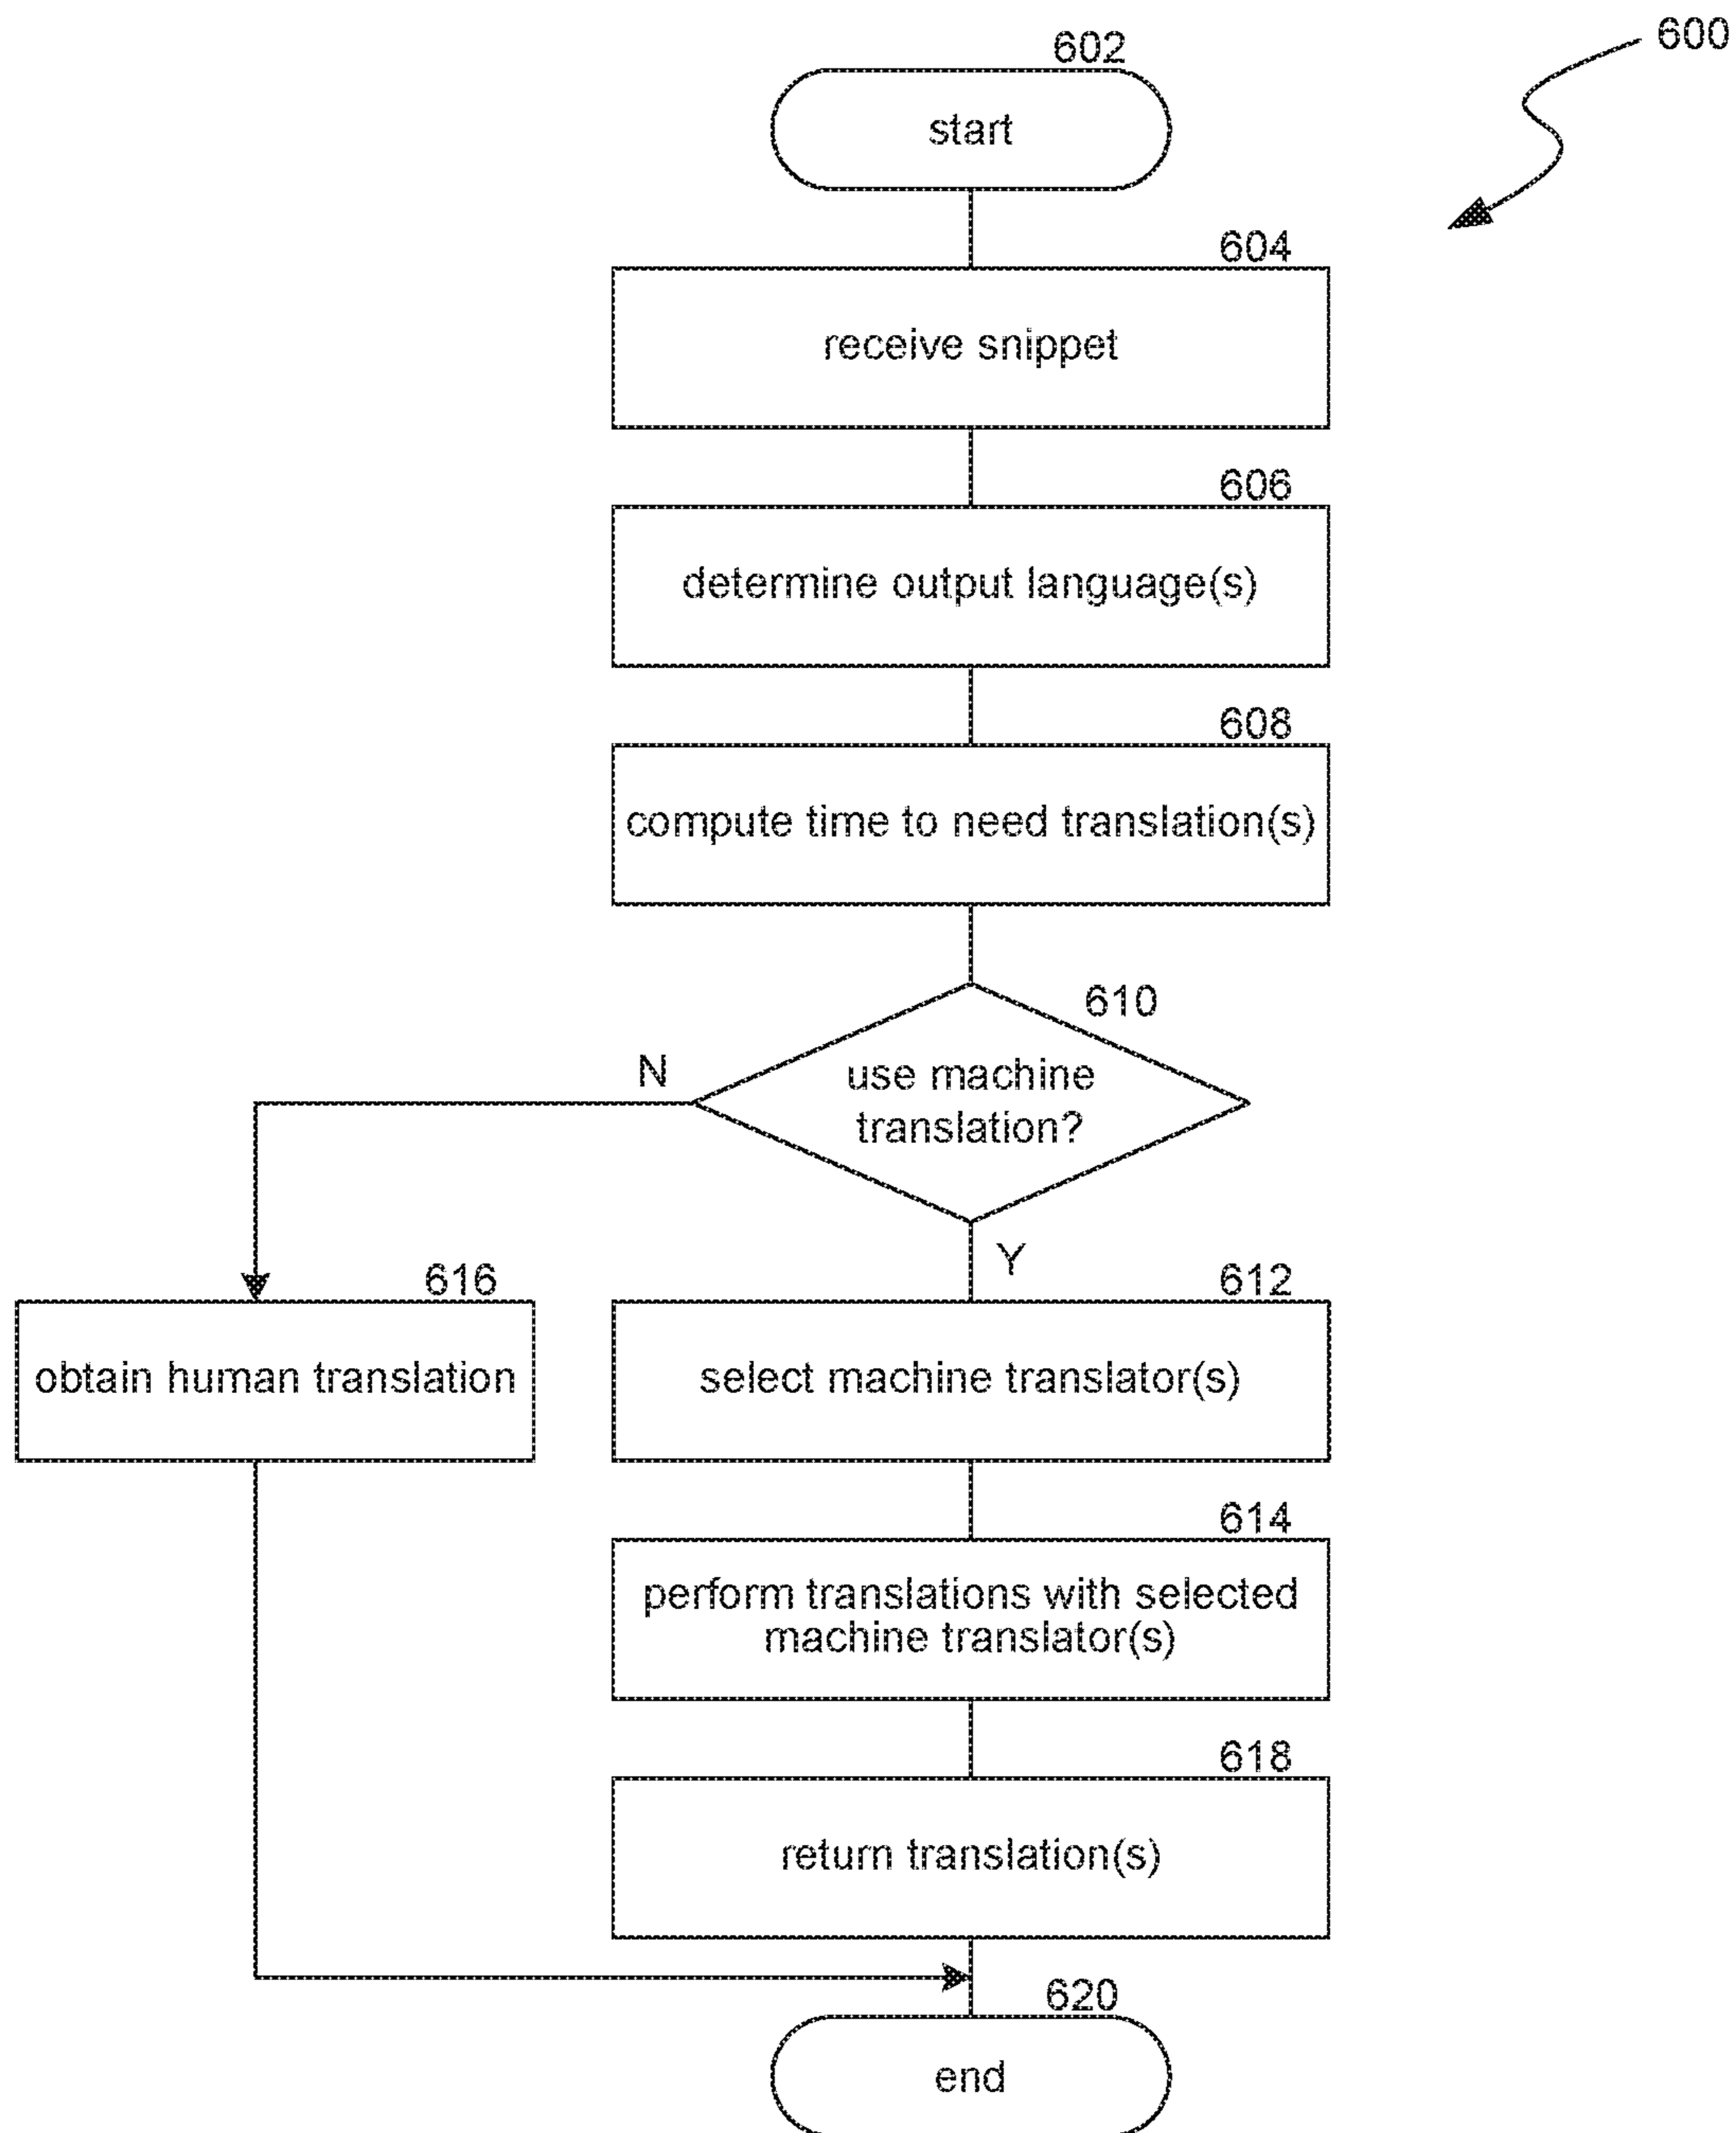 600
602
start
604
receive snippet
606
determine output language(s)
608
compute time to need translation(s)
610
use machine
translation?
N
Y
616
obtain human translation
612
select machine translator(s)
614
perform translations with selected
machine translator(s)
618
return translation(s)
620
end